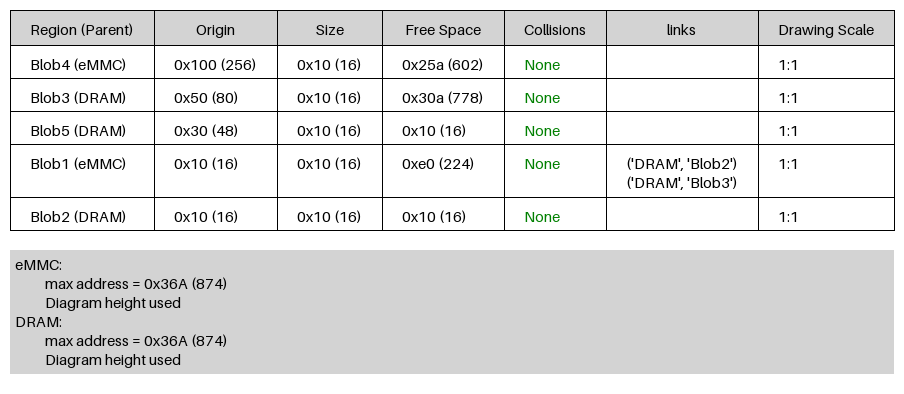 Region (Parent) Origin Size Free Space Collisions links Drawing Scale
Blob4 (eMMC) 0x100 (256) 0x10 (16) 0x25a (602) None 1:1
Blob3 (DRAM) 0x50 (80) 0x10 (16) 0x30a (778) None 1:1
Blob5 (DRAM) 0x30 (48) 0x10 (16) 0x10 (16) None 1:1
Blob1 (eMMC) 0x10 (16) 0x10 (16) 0xe0 (224) None ('DRAM', 'Blob2') 1:1
('DRAM', 'Blob3')
Blob2 (DRAM) 0x10 (16) 0x10 (16) 0x10 (16) None 1:1
eMMC:
max address = 0x36A (874)
Diagram height used
DRAM:
max address = 0x36A (874)
Diagram height used